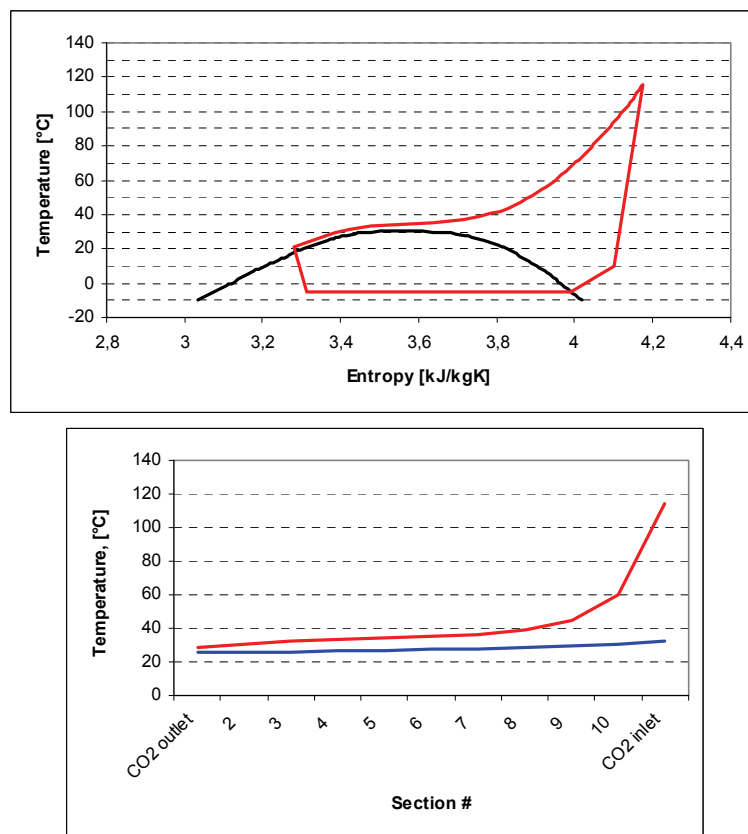 140
120
100
80
60
40
20
0
-20
Temperature [°C]
2,8 3 3,2 3,4 3,6 3,8 4 4,2 4,4
Entropy [kJ/kgK]
140
120
100
80
60
40
20
0
Temperature, [°C]
CO2 outlet 2 3 4 5 6 7 8 9 10 CO2 inlet
Section #